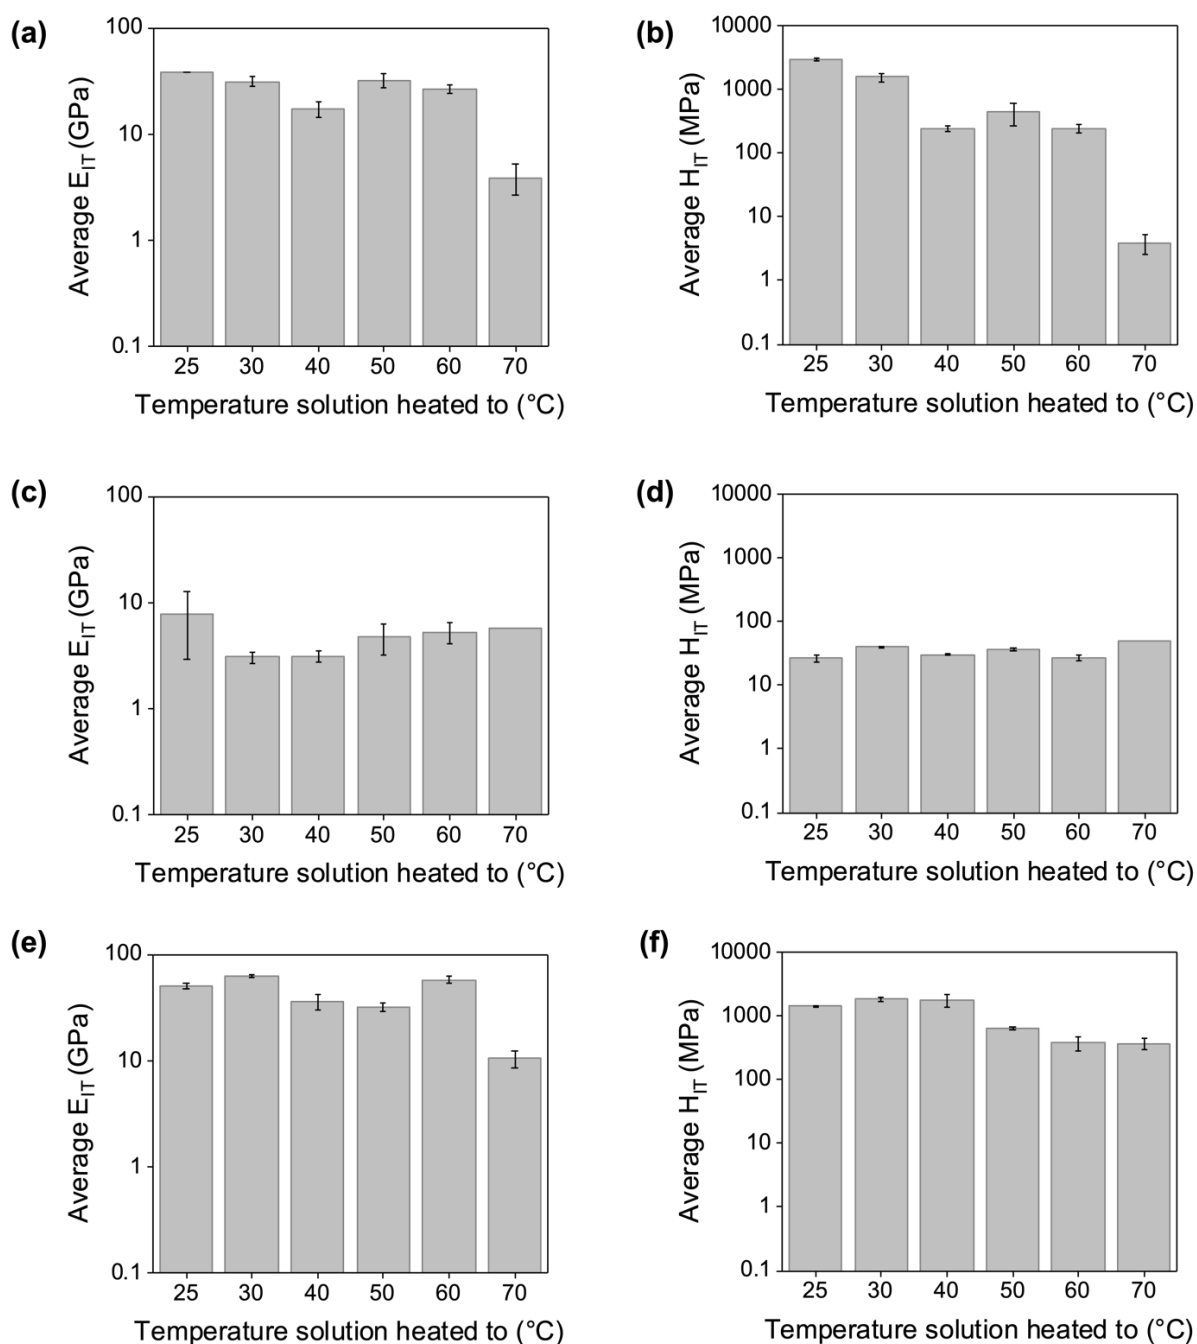 (a)
Average E_IT (GPa)
100
10
1
0.1
25 30 40 50 60 70
Temperature solution heated to (°C)
(b)
Average H_IT (MPa)
10000
1000
100
10
1
0.1
25 30 40 50 60 70
Temperature solution heated to (°C)
(c)
Average E_IT (GPa)
100
10
1
0.1
25 30 40 50 60 70
Temperature solution heated to (°C)
(d)
Average H_IT (MPa)
10000
1000
100
10
1
0.1
25 30 40 50 60 70
Temperature solution heated to (°C)
(e)
Average E_IT (GPa)
100
10
1
0.1
25 30 40 50 60 70
Temperature solution heated to (°C)
(f)
Average H_IT (MPa)
10000
1000
100
10
1
0.1
25 30 40 50 60 70
Temperature solution heated to (°C)